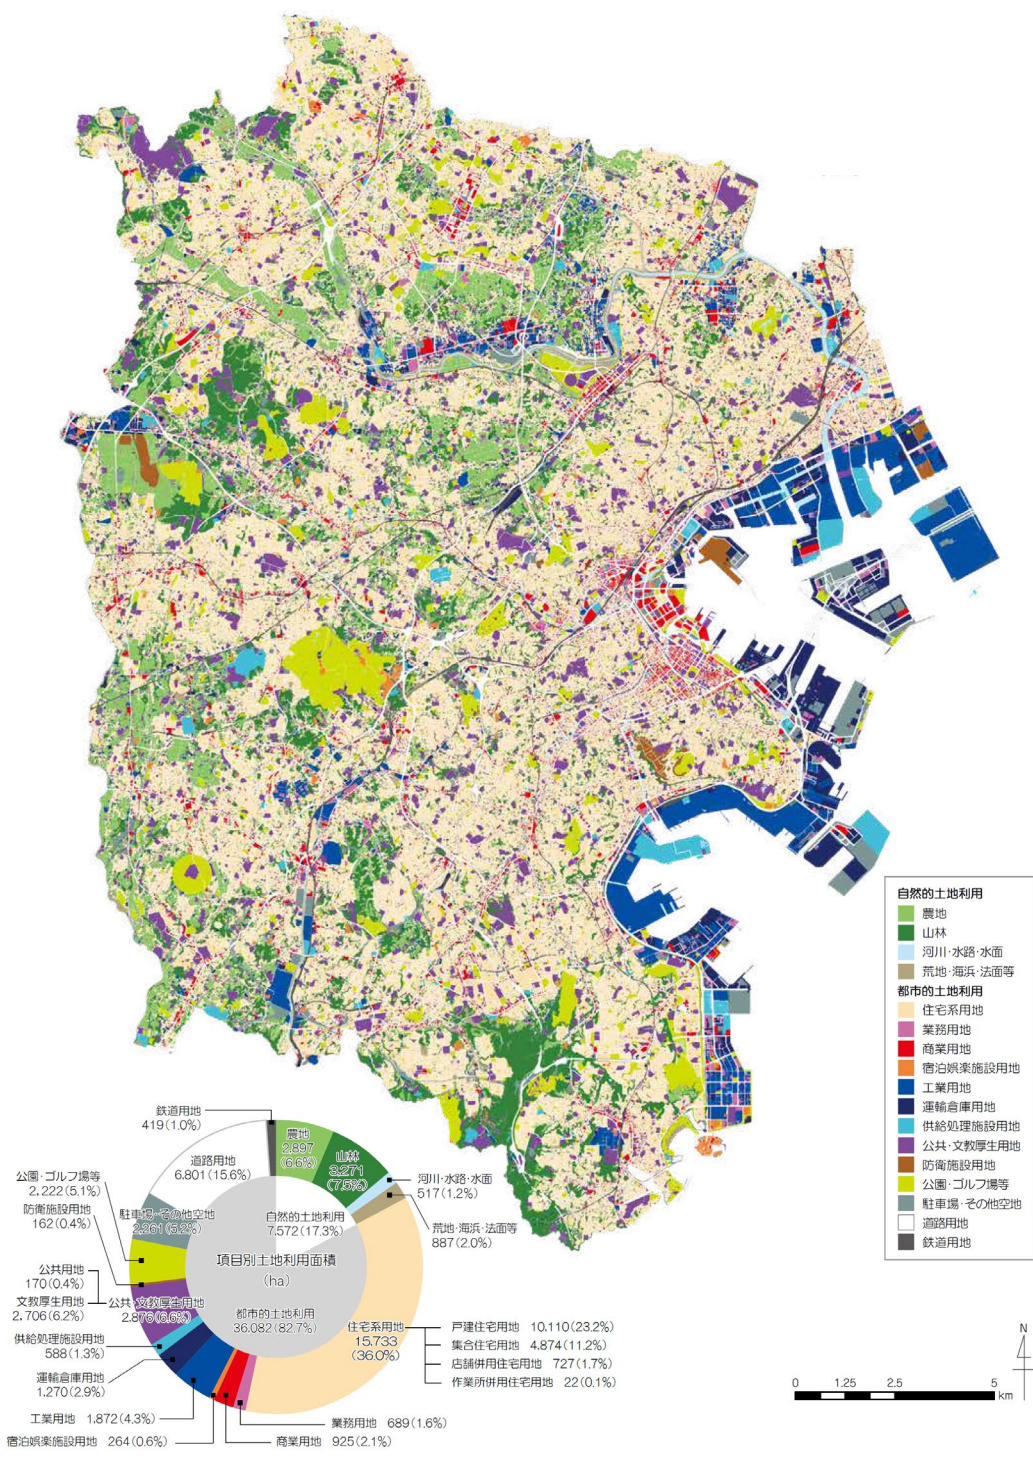 自然的土地利用
農地
山林
河川・水路・水面
荒地・海浜・法面等
都市的土地利用
住宅系用地
業務用地
商業用地
宿泊娯楽施設用地
工業用地
運輸倉庫用地
供給処理施設用地
公共・文教厚生用地
防衛施設用地
公園・ゴルフ場等
駐車場・その他空地
道路用地
鉄道用地
鉄道用地
419(1.0%)
農地
2.897
(6.6%)
山林
3.271
(7.5%)
河川・水路・水面
517(1.2%)
荒地・海浜・法面等
887(2.0%)
道路用地
6.801(15.6%)
公園・ゴルフ場等
2.222(5.1%)
防衛施設用地
162(0.4%)
駐車場・その他空地
2.261(5.2%)
自然的土地利用
7.572(17.3%)
項目別土地利用面積
(ha)
都市的土地利用
36.082(82.7%)
公共用地
170(0.4%)
文教厚生用地
2.706(6.2%)
公共・文教厚生用地
2.876(6.6%)
供給処理施設用地
588(1.3%)
運輸倉庫用地
1.270(2.9%)
工業用地 1.872(4.3%)
宿泊娯楽施設用地 264(0.6%)
商業用地 925(2.1%)
業務用地 689(1.6%)
住宅系用地
15.733
(36.0%)
戸建住宅用地 10.110(23.2%)
集合住宅用地 4.874(11.2%)
店舗併用住宅用地 727(1.7%)
作業所併用住宅用地 22(0.1%)
N
0 1.25 2.5 5
km